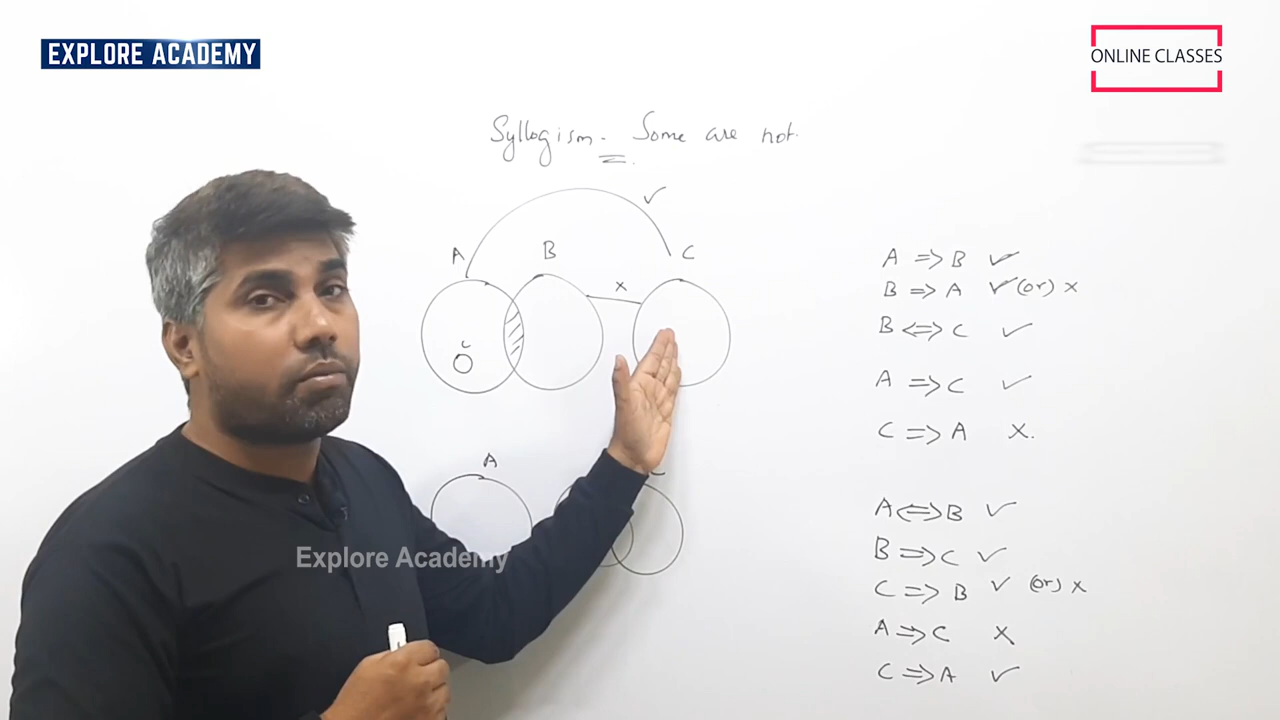 EXPLORE ACADEMY
ONLINE CLASSES
Syllogism - Some are not.
✓
A B C
x
A
C
A => B ✓
B => A ✓ (or) x
B <=> C ✓
A => C ✓
C => A X.
A <=> B ✓
B => C ✓
C => B ✓ (or) x
A => C X
C => A ✓
Explore Academy